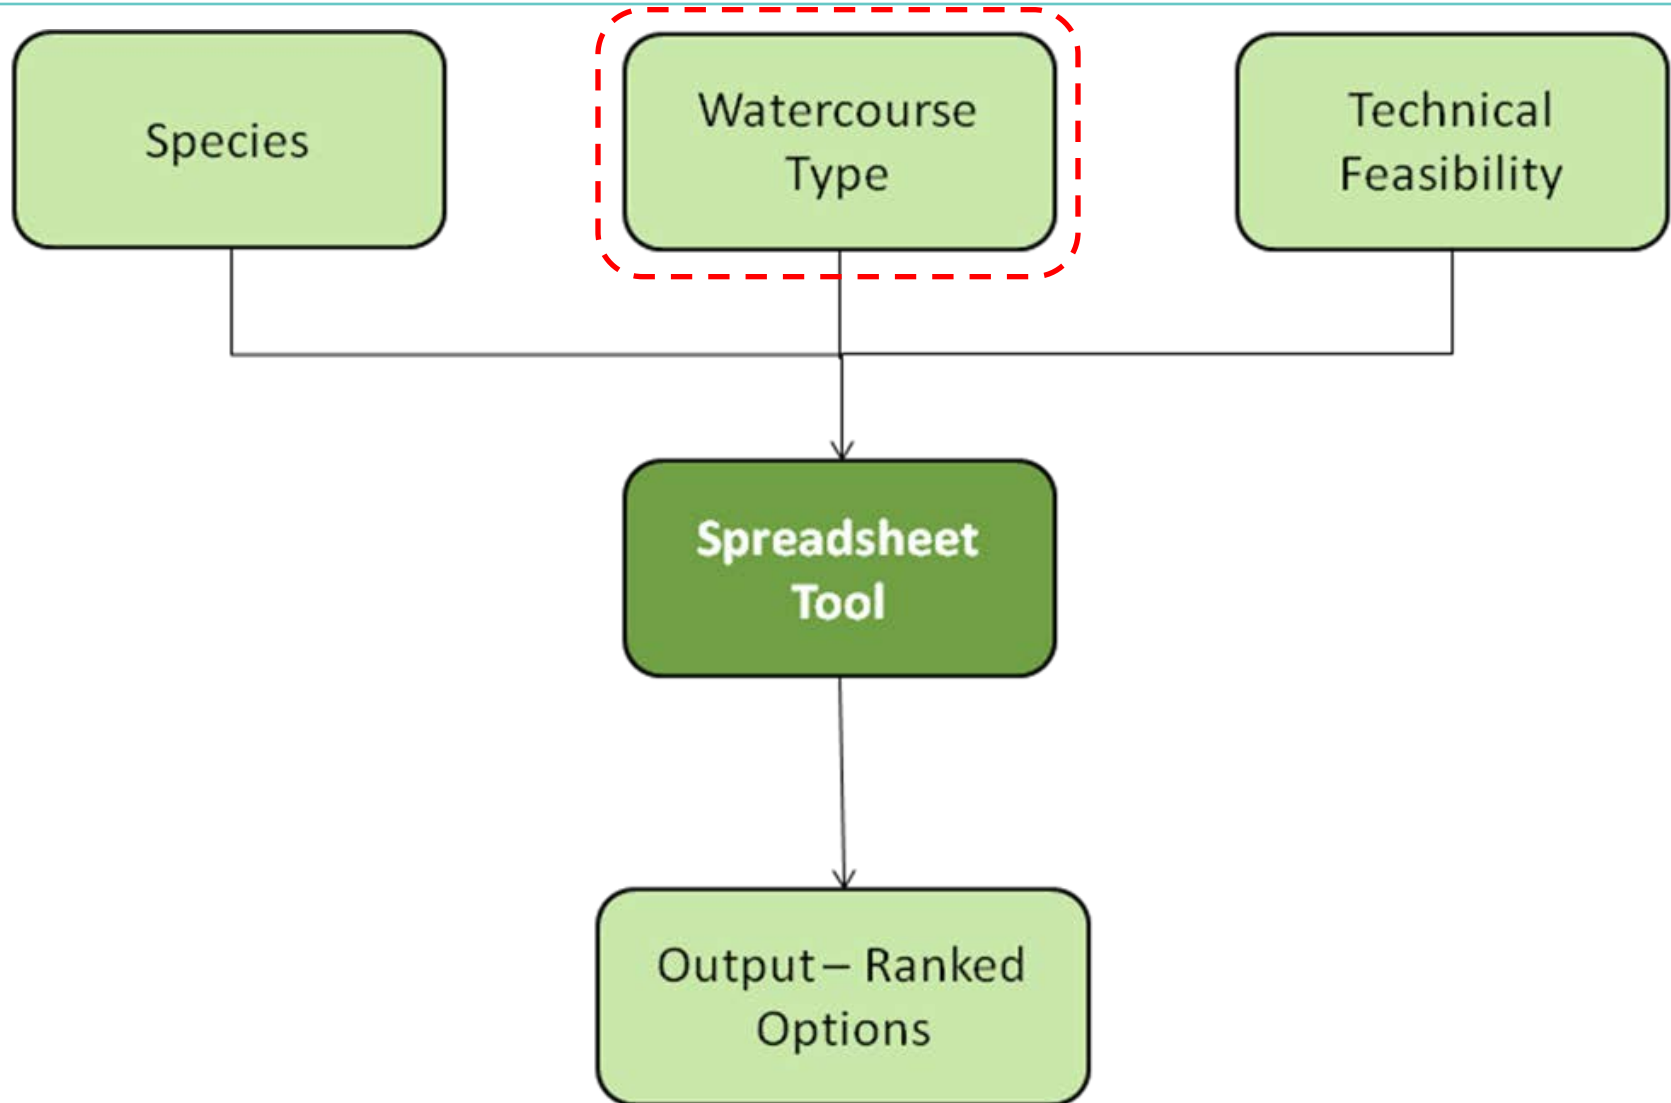 Species
Watercourse
Type
Technical
Feasibility
Spreadsheet
Tool
Output – Ranked
Options